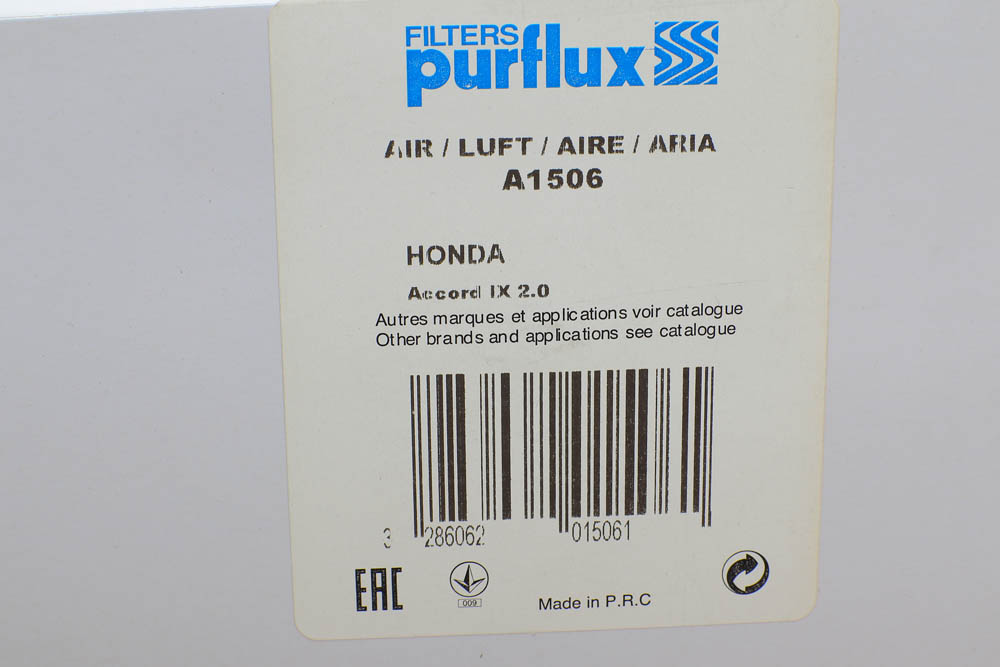 FILTERS
purflux
AIR / LUFT / AIRE / ARIA
A1506
HONDA
Accord IX 2.0
Autres marques et applications voir catalogue
Other brands and applications see catalogue
3 286062 015061
EAC
009
Made in P.R.C